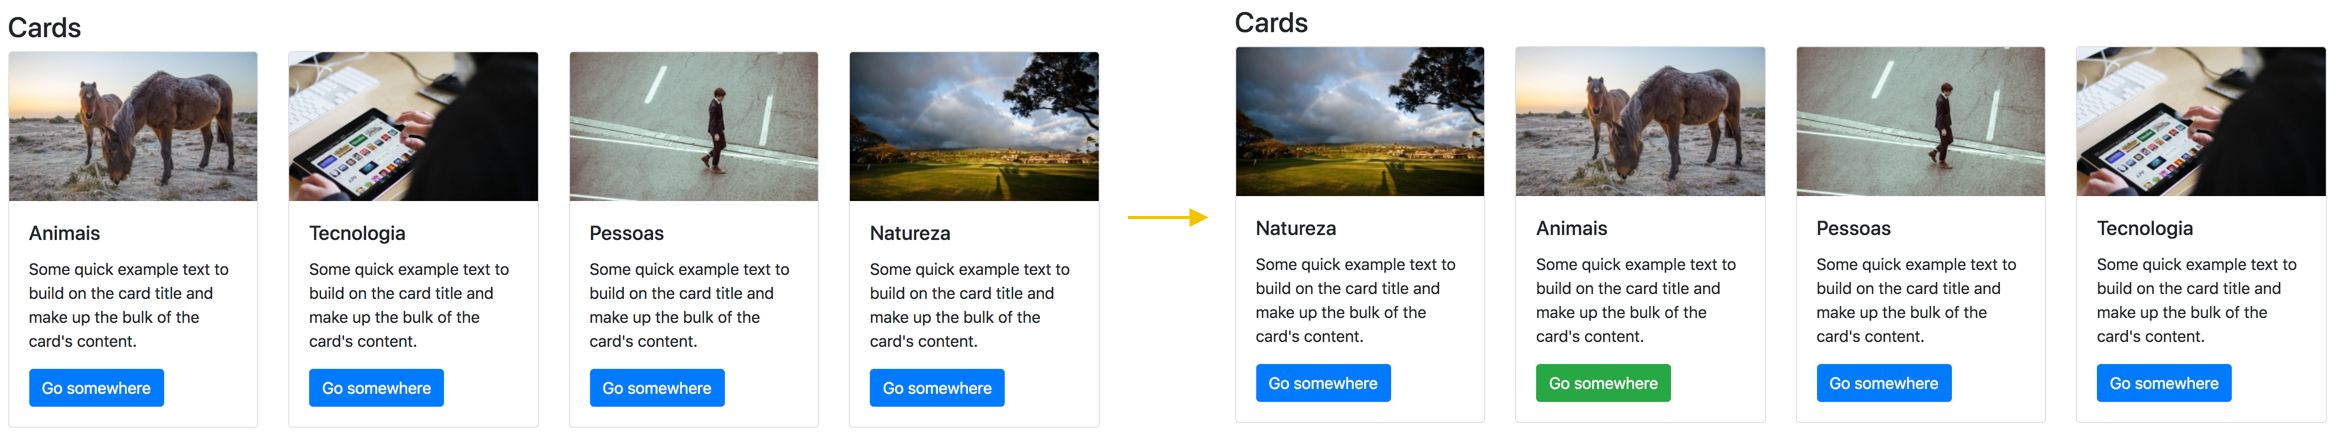 Cards
Animais
Some quick example text to
build on the card title and
make up the bulk of the
card's content.
Go somewhere
Tecnologia
Some quick example text to
build on the card title and
make up the bulk of the
card's content.
Go somewhere
Pessoas
Some quick example text to
build on the card title and
make up the bulk of the
card's content.
Go somewhere
Natureza
Some quick example text to
build on the card title and
make up the bulk of the
card's content.
Go somewhere
Cards
Natureza
Some quick example text to
build on the card title and
make up the bulk of the
card's content.
Go somewhere
Animais
Some quick example text to
build on the card title and
make up the bulk of the
card's content.
Go somewhere
Pessoas
Some quick example text to
build on the card title and
make up the bulk of the
card's content.
Go somewhere
Tecnologia
Some quick example text to
build on the card title and
make up the bulk of the
card's content.
Go somewhere